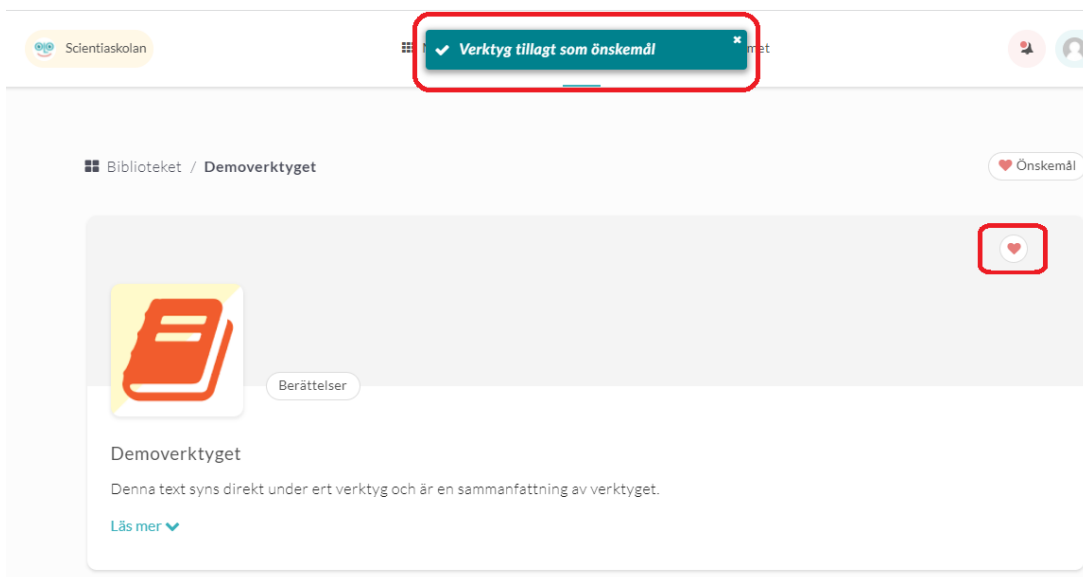 Scientiaskolan
Verktyg tillagt som önskemål
Biblioteket / Demoverktyget
Önskemål
Berättelser
Demoverktyget
Denna text syns direkt under ert verktyg och är en sammanfattning av verktyget.
Läs mer